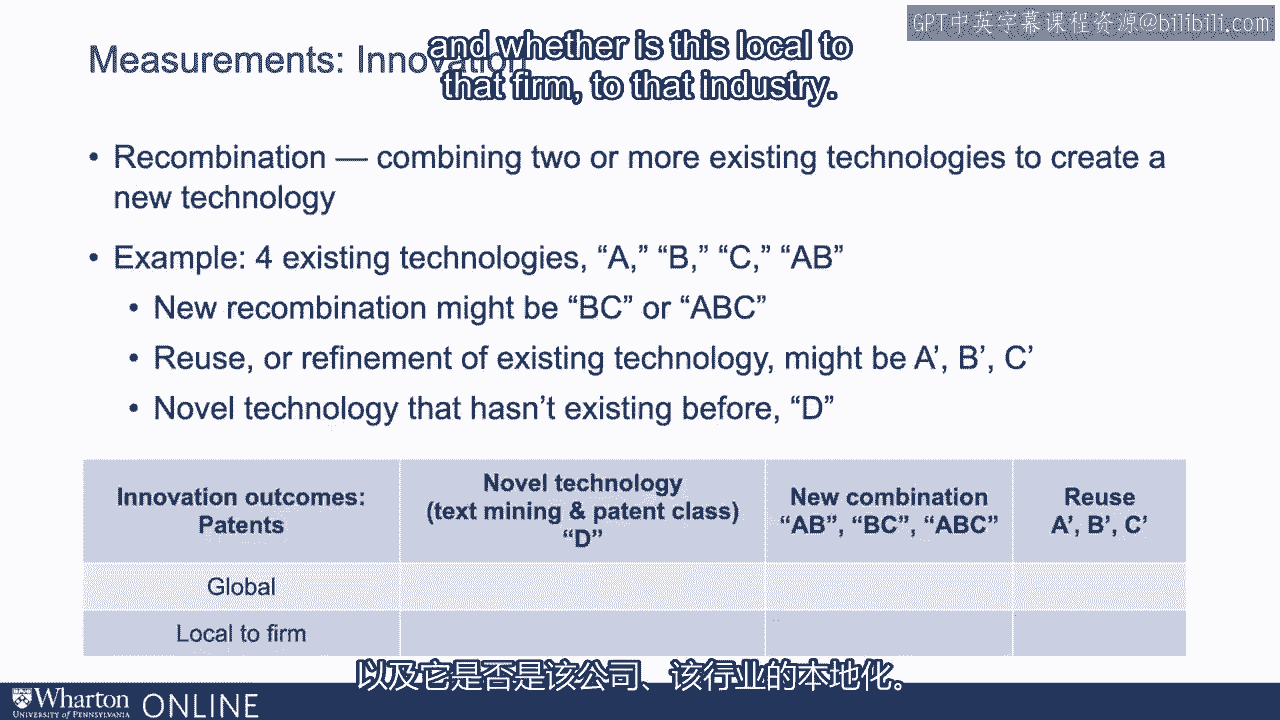 GPT中英字幕课程资源@bilibili.com
Measurements: Innovation
and whether is this local to
that firm, to that industry.
• Recombination — combining two or more existing technologies to create a
new technology
• Example: 4 existing technologies, “A,” “B,” “C,” “AB”
• New recombination might be “BC” or “ABC”
• Reuse, or refinement of existing technology, might be A’, B’, C’
• Novel technology that hasn’t existing before, “D”
Innovation outcomes:
Patents
Novel technology
(text mining & patent class)
“D”
New combination
“AB”, “BC”, “ABC”
Reuse
A’, B’, C’
Global
Local to firm
以及它是否是该公司、该行业的本地化。
Wharton
UNIVERSITY of PENNSYLVANIA
ONLINE